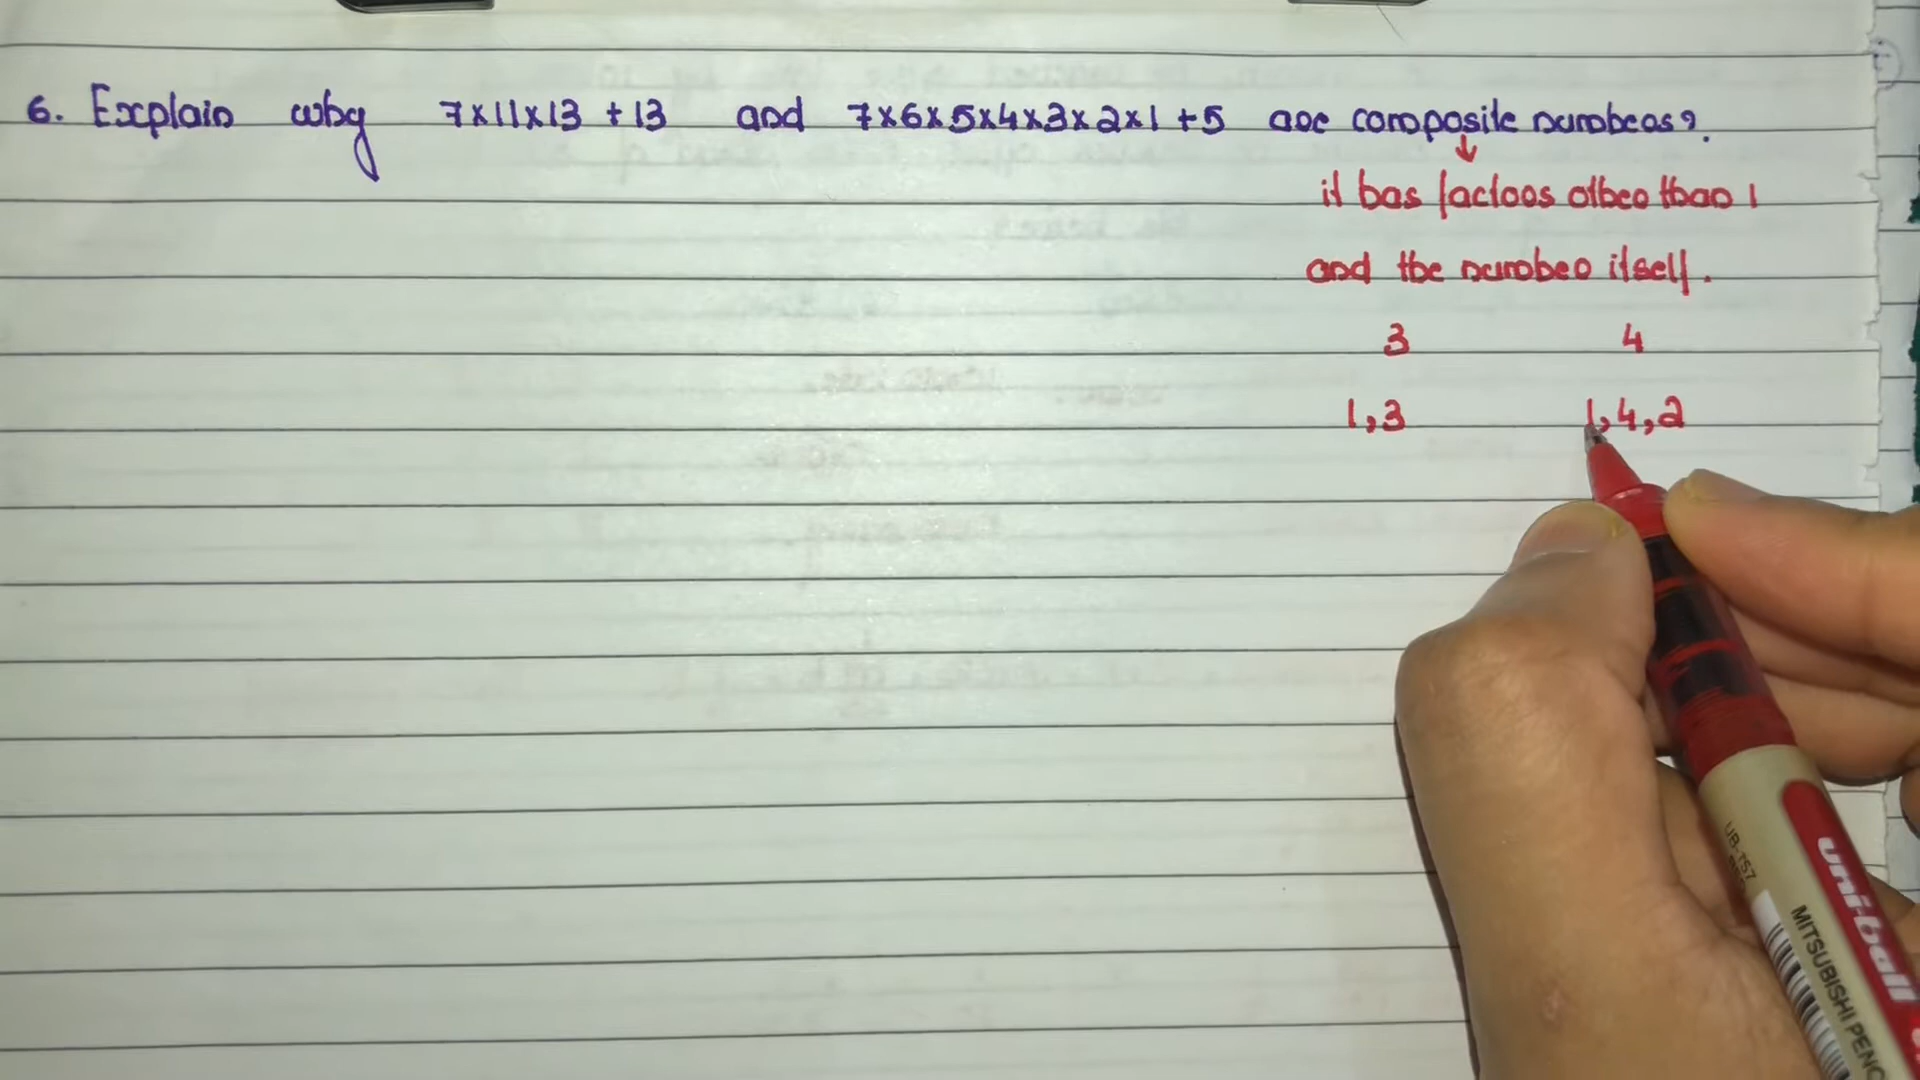 6. Explain why 7×11×13 + 13 and 7×6×5×4×3×2×1 + 5 are composite numbers?.
↓
it has factors other than 1
and the number itself.
3 4
1,3 1,4,2
uni-ball
UB-157
MITSUBISHI PENC